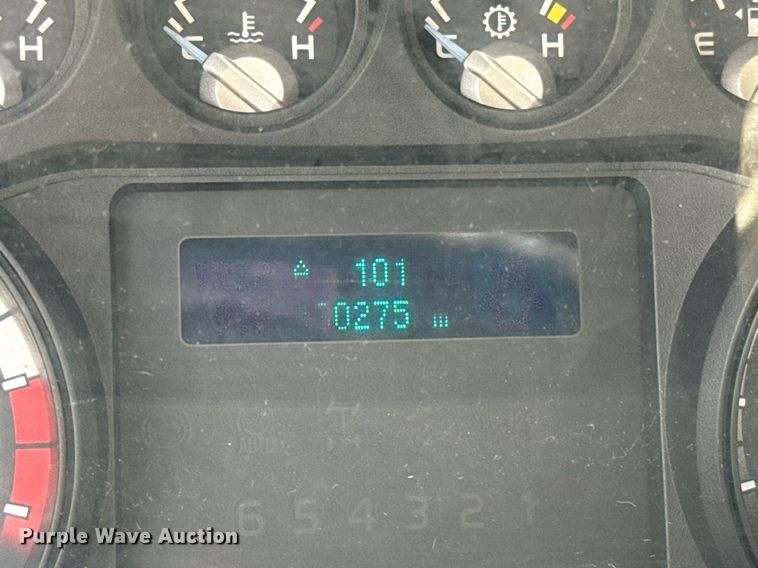 H C H C H E
101
0275
AUTO
6 5 4 3 2 1
Purple Wave Auction